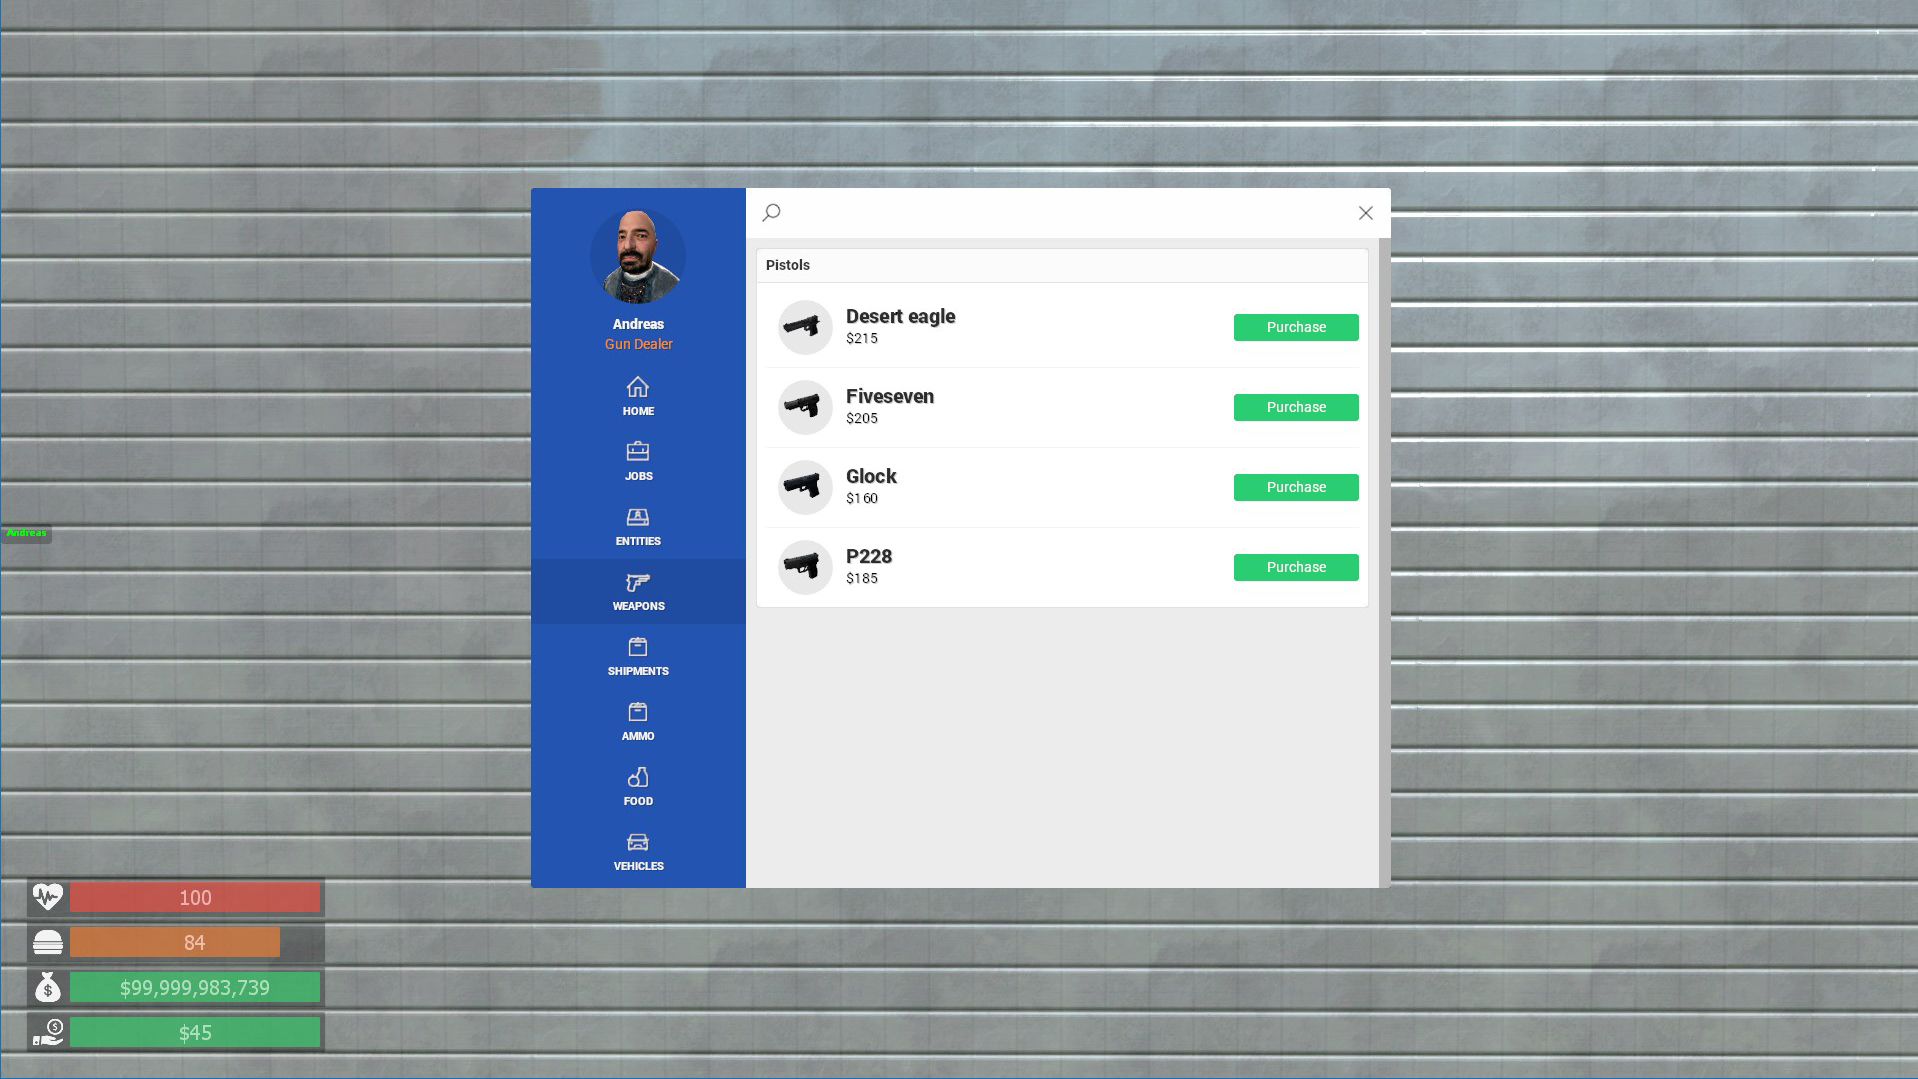 Andreas
Gun Dealer
HOME
JOBS
ENTITIES
WEAPONS
SHIPMENTS
AMMO
FOOD
VEHICLES
Pistols
Desert eagle
$215
Purchase
Fiveseven
$205
Purchase
Glock
$160
Purchase
P228
$185
Purchase
Andreas
100
84
$99,999,983,739
$45